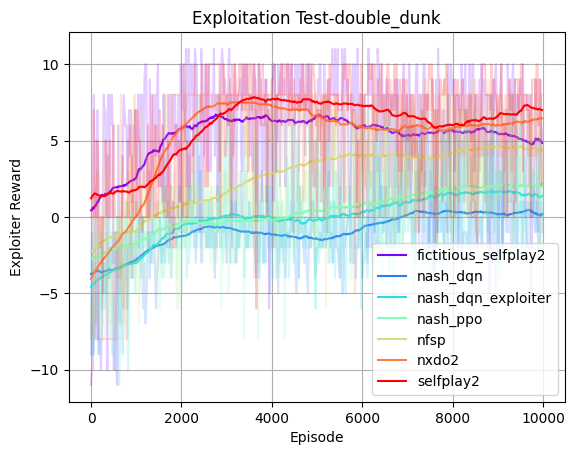 Exploitation Test-double_dunk
Exploiter Reward
10
5
0
−5
−10
0
2000
4000
6000
8000
10000
Episode
fictitious_selfplay2
nash_dqn
nash_dqn_exploiter
nash_ppo
nfsp
nxdo2
selfplay2